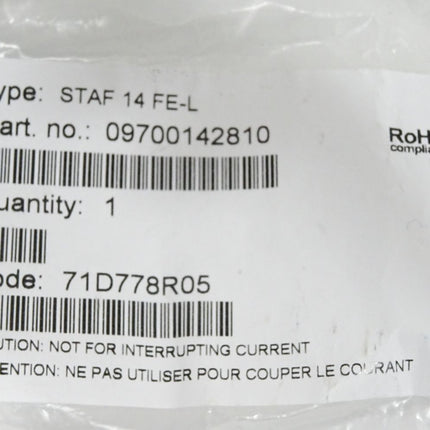 ype: STAF 14 FE-L
art. no.: 09700142810
RoH
complian
uantity: 1
ode: 71D778R05
UTION: NOT FOR INTERRUPTING CURRENT
ENTION: NE PAS UTILISER POUR COUPER LE COURANT